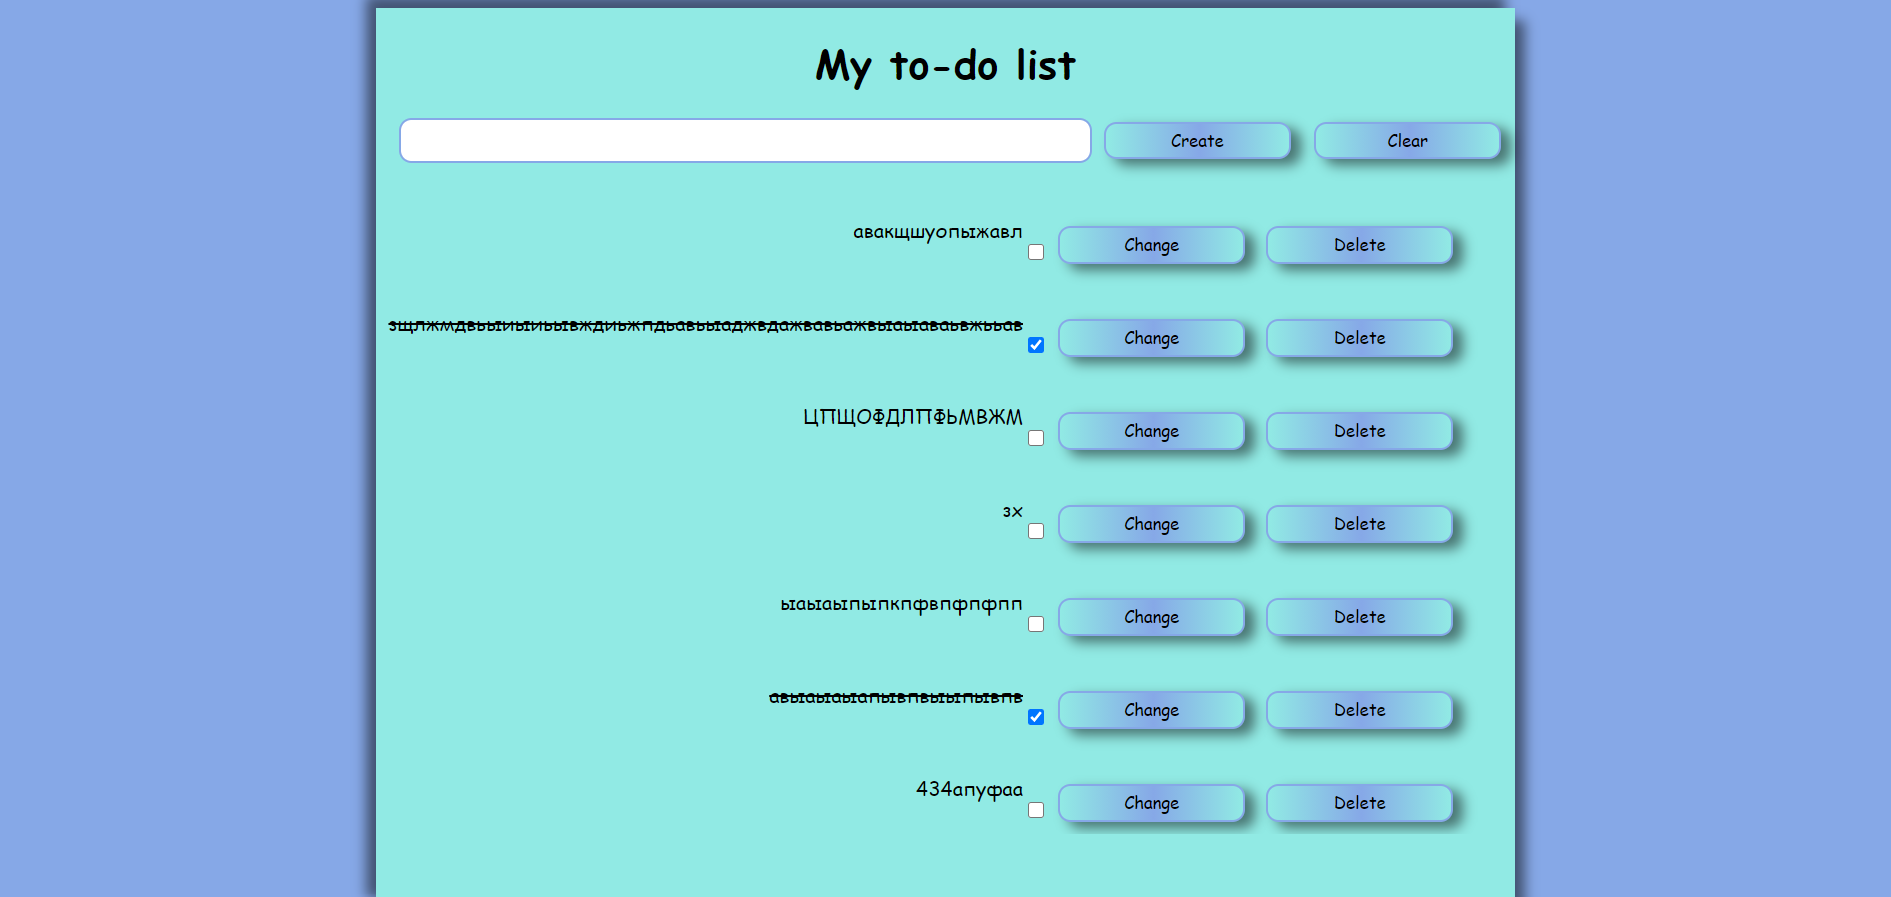 My to-do list
Create Clear
авакщшуопыжавл
Change Delete
Change Delete
ЦПЩОФДЛПФЬМВЖМ
Change Delete
зх
Change Delete
ыаыаыпыпкпфвпфпфпп
Change Delete
авыаыаыапывпвыыпывпв
Change Delete
434апуфаа
Change Delete